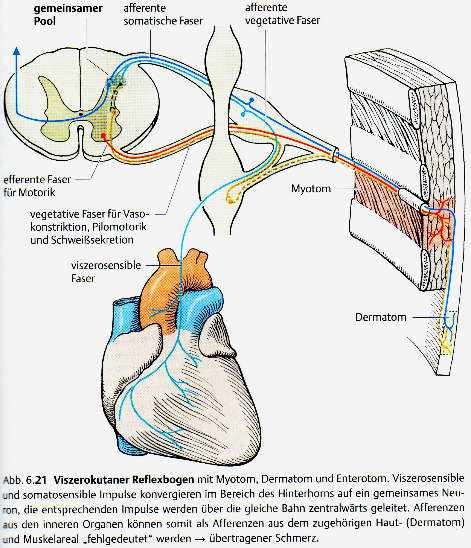 gemeinsamer
Pool
afferente
somatische Faser
afferente
vegetative Faser
efferente Faser
für Motorik
vegetative Faser für Vaso-
konstriktion, Pilomotorik
und Schweißsekretion
Myotom
viszerosensible
Faser
Dermatom
Abb. 6.21 Viszerokutaner Reflexbogen mit Myotom, Dermatom und Enterotom. Viszerosensible
und somatosensible Impulse konvergieren im Bereich des Hinterhorns auf ein gemeinsames Neu-
ron, die entsprechenden Impulse werden über die gleiche Bahn zentralwärts geleitet. Afferenzen
aus den inneren Organen können somit als Afferenzen aus dem zugehörigen Haut- (Dermatom)
und Muskelareal „fehlgedeutet“ werden → übertragener Schmerz.